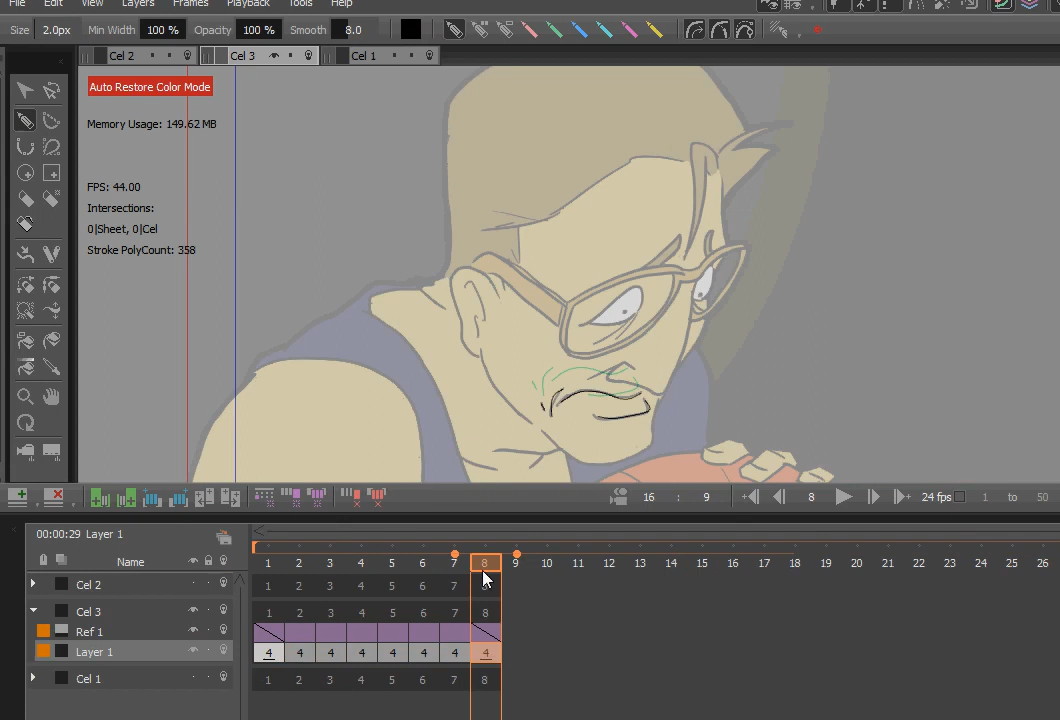 File Edit View Layers Frames PlayBack Tools Help
Size 2.0px Min Width 100 % Opacity 100 % Smooth 8.0
Cel 2 Cel 3 Cel 1
Auto Restore Color Mode
Memory Usage: 149.62 MB
FPS: 44.00
Intersections:
0|Sheet, 0|Cel
Stroke PolyCount: 358
16 : 9 8 24 fps 1 to 50
00:00:29 Layer 1
Name 1 2 3 4 5 6 7 8 9 10 11 12 13 14 15 16 17 18 19 20 21 22 23 24 25 26
Cel 2 1 2 3 4 5 6 7 8
Cel 3 1 2 3 4 5 6 7 8
Ref 1
Layer 1 4 4 4 4 4 4 4 4
Cel 1 1 2 3 4 5 6 7 8